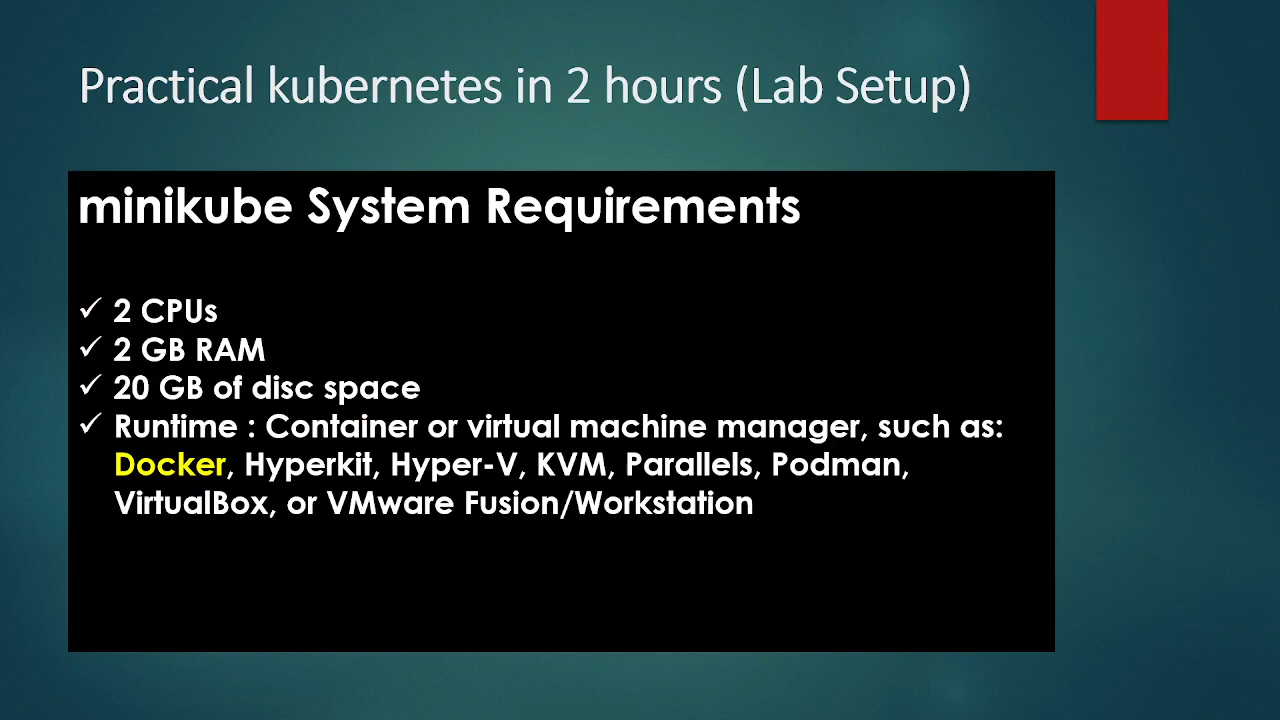 Practical kubernetes in 2 hours (Lab Setup)
minikube System Requirements
✓ 2 CPUs
✓ 2 GB RAM
✓ 20 GB of disc space
✓ Runtime : Container or virtual machine manager, such as:
Docker, Hyperkit, Hyper-V, KVM, Parallels, Podman,
VirtualBox, or VMware Fusion/Workstation